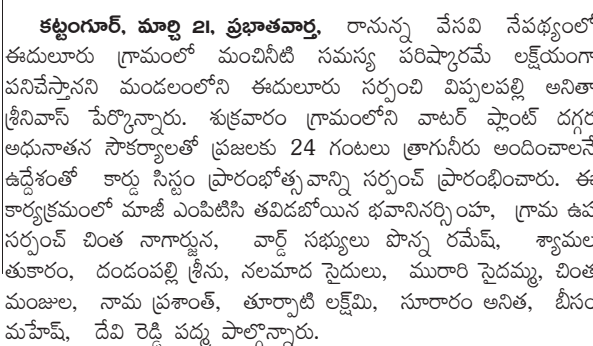 కట్టంగూర్, మార్చి 21, ప్రభాతవార్త, రానున్న వేసవి నేపథ్యంలో
ఈదులూరు గ్రామంలో మంచినీటి సమస్య పరిష్కారమే లక్ష్యంగా
పనిచేస్తానని మండలంలోని ఈదులూరు సర్పంచి విప్పలపల్లి అనితా
శ్రీనివాస్ పేర్కొన్నారు. శుక్రవారం గ్రామంలోని వాటర్ ప్లాంట్ దగ్గర
అధునాతన సౌకర్యాలతో ప్రజలకు 24 గంటలు త్రాగునీరు అందించాలనే
ఉద్దేశంతో కార్డు సిస్టం ప్రారంభోత్సవాన్ని సర్పంచ్ ప్రారంభించారు. ఈ
కార్యక్రమంలో మాజీ ఎంపిటిసి తవిడబోయిన భవానినర్సింహ, గ్రామ ఉప
సర్పంచ్ చింత నాగార్జున, వార్డ్ సభ్యులు పొన్న రమేష్, శ్యామల
తుకారం, దండంపల్లి శ్రీను, నలమాద సైదులు, మురారి సైదమ్మ, చింత
మంజుల, నామ ప్రశాంత్, తూర్పాటి లక్ష్మి, సూరారం అనిత, బీసం
మహేష్, దేవి రెడ్డి పద్మ పాల్గొన్నారు.